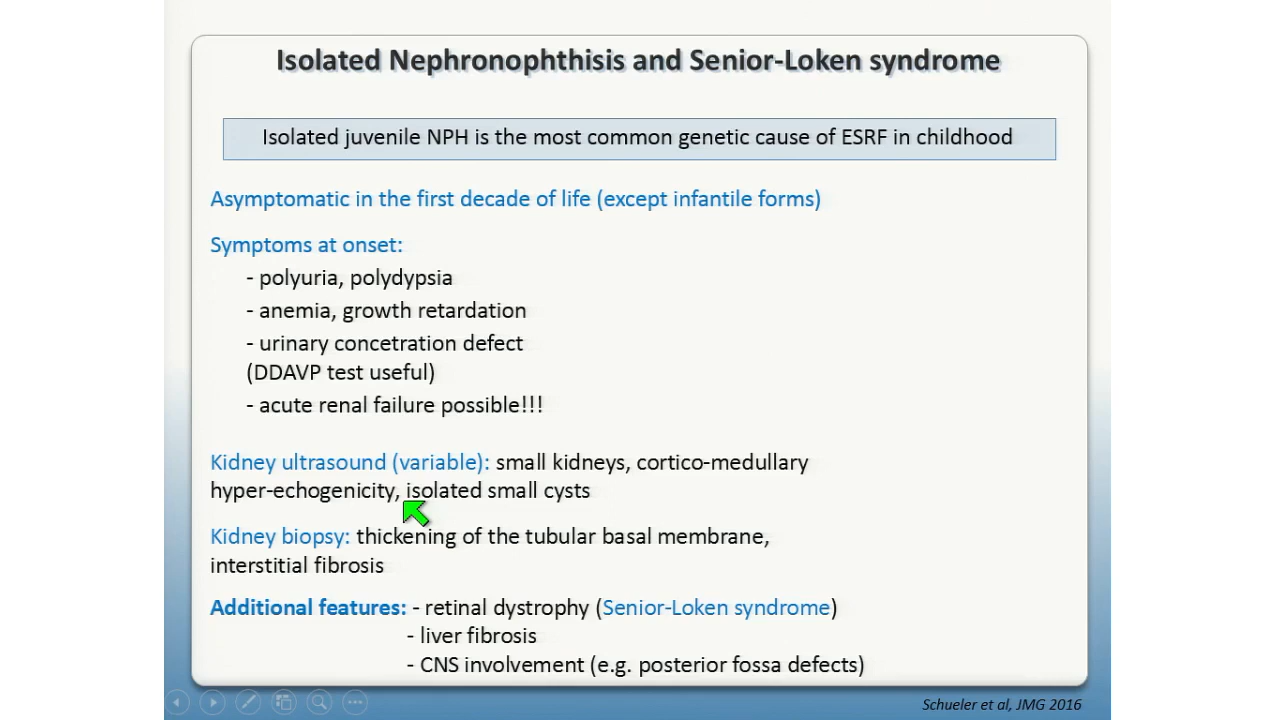 Isolated Nephronophthisis and Senior-Loken syndrome
Isolated juvenile NPH is the most common genetic cause of ESRF in childhood
Asymptomatic in the first decade of life (except infantile forms)
Symptoms at onset:
- polyuria, polydypsia
- anemia, growth retardation
- urinary concetration defect
(DDAVP test useful)
- acute renal failure possible!!!
Kidney ultrasound (variable): small kidneys, cortico-medullary
hyper-echogenicity, isolated small cysts
Kidney biopsy: thickening of the tubular basal membrane,
interstitial fibrosis
Additional features: - retinal dystrophy (Senior-Loken syndrome)
- liver fibrosis
- CNS involvement (e.g. posterior fossa defects)
Schueler et al, JMG 2016